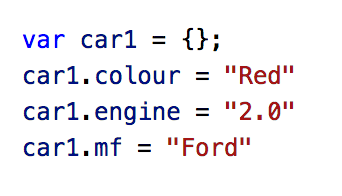 var car1 = {};
car1.colour = "Red"
car1.engine = "2.0"
car1.mf = "Ford"